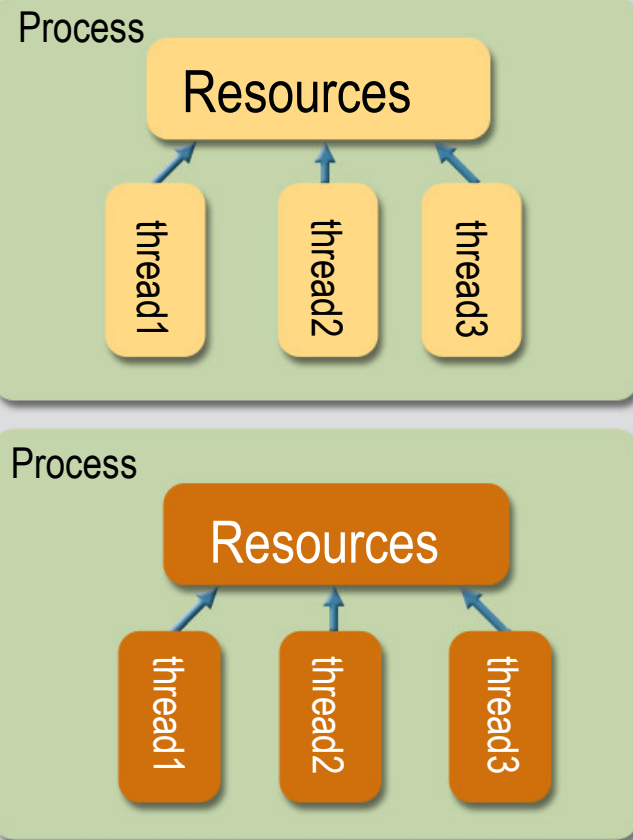 Process
Resources
thread1
thread2
thread3
Process
Resources
thread1
thread2
thread3